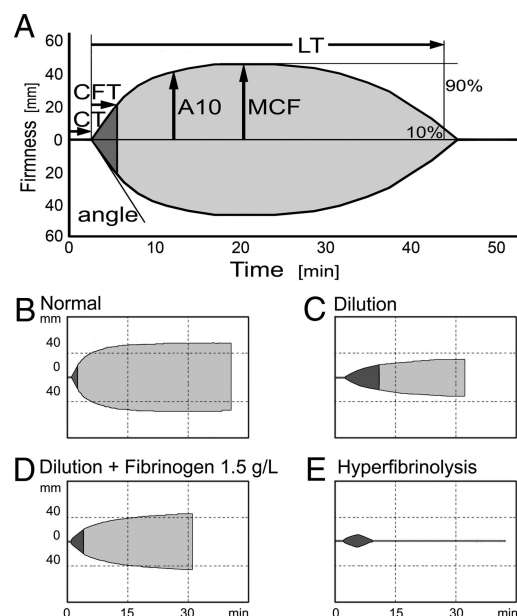 A
60
40
20
0
20
40
60
Firmness [mm]
LT
CFT
CT
A10
MCF
90%
10%
angle
0 10 20 30 40 50
Time [min]
B Normal
mm
40
0
40
C Dilution
D Dilution + Fibrinogen 1.5 g/L
mm
40
0
40
0 15 30 min
E Hyperfibrinolysis
0 15 30 min